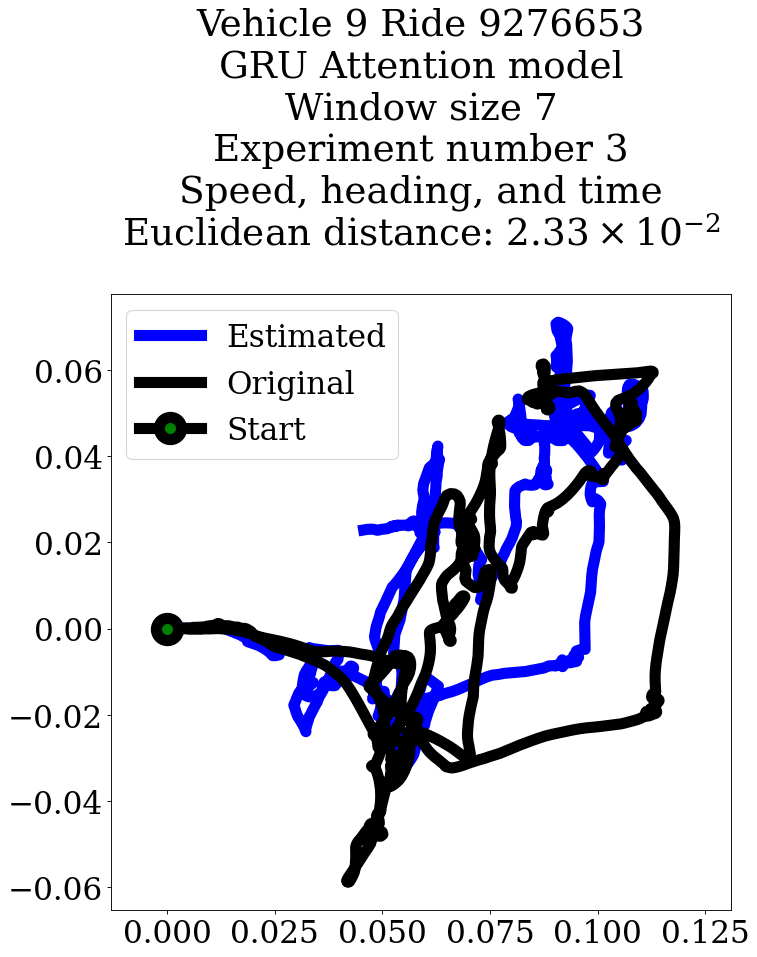 Vehicle 9 Ride 9276653
GRU Attention model
Window size 7
Experiment number 3
Speed, heading, and time
Euclidean distance: 2.33 × 10⁻²
Estimated
Original
Start
0.06
0.04
0.02
0.00
−0.02
−0.04
−0.06
0.000 0.025 0.050 0.075 0.100 0.125